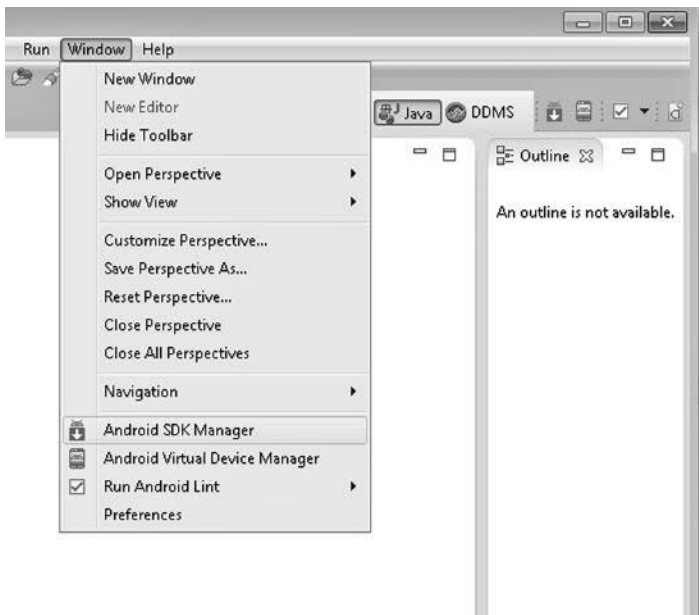 Run Window Help
New Window
New Editor
Hide Toolbar
Open Perspective
Show View
Customize Perspective...
Save Perspective As...
Reset Perspective...
Close Perspective
Close All Perspectives
Navigation
Android SDK Manager
Android Virtual Device Manager
Run Android Lint
Preferences
Java DDMS
Outline
An outline is not available.